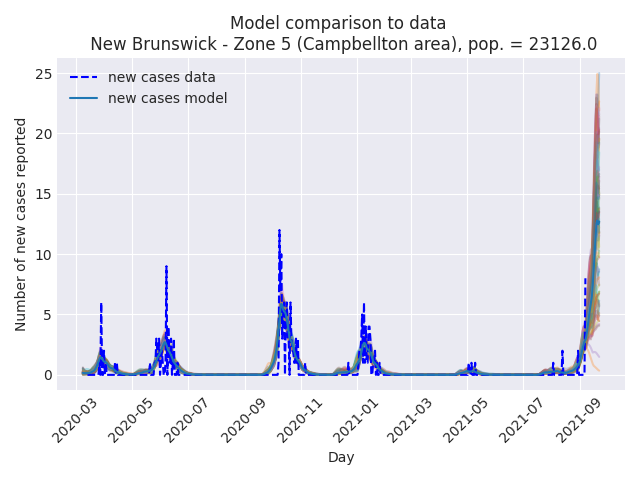 Model comparison to data
New Brunswick - Zone 5 (Campbellton area), pop. = 23126.0
new cases data
new cases model
Number of new cases reported
25
20
15
10
5
0
2020-03
2020-05
2020-07
2020-09
2020-11
2021-01
2021-03
2021-05
2021-07
2021-09
Day